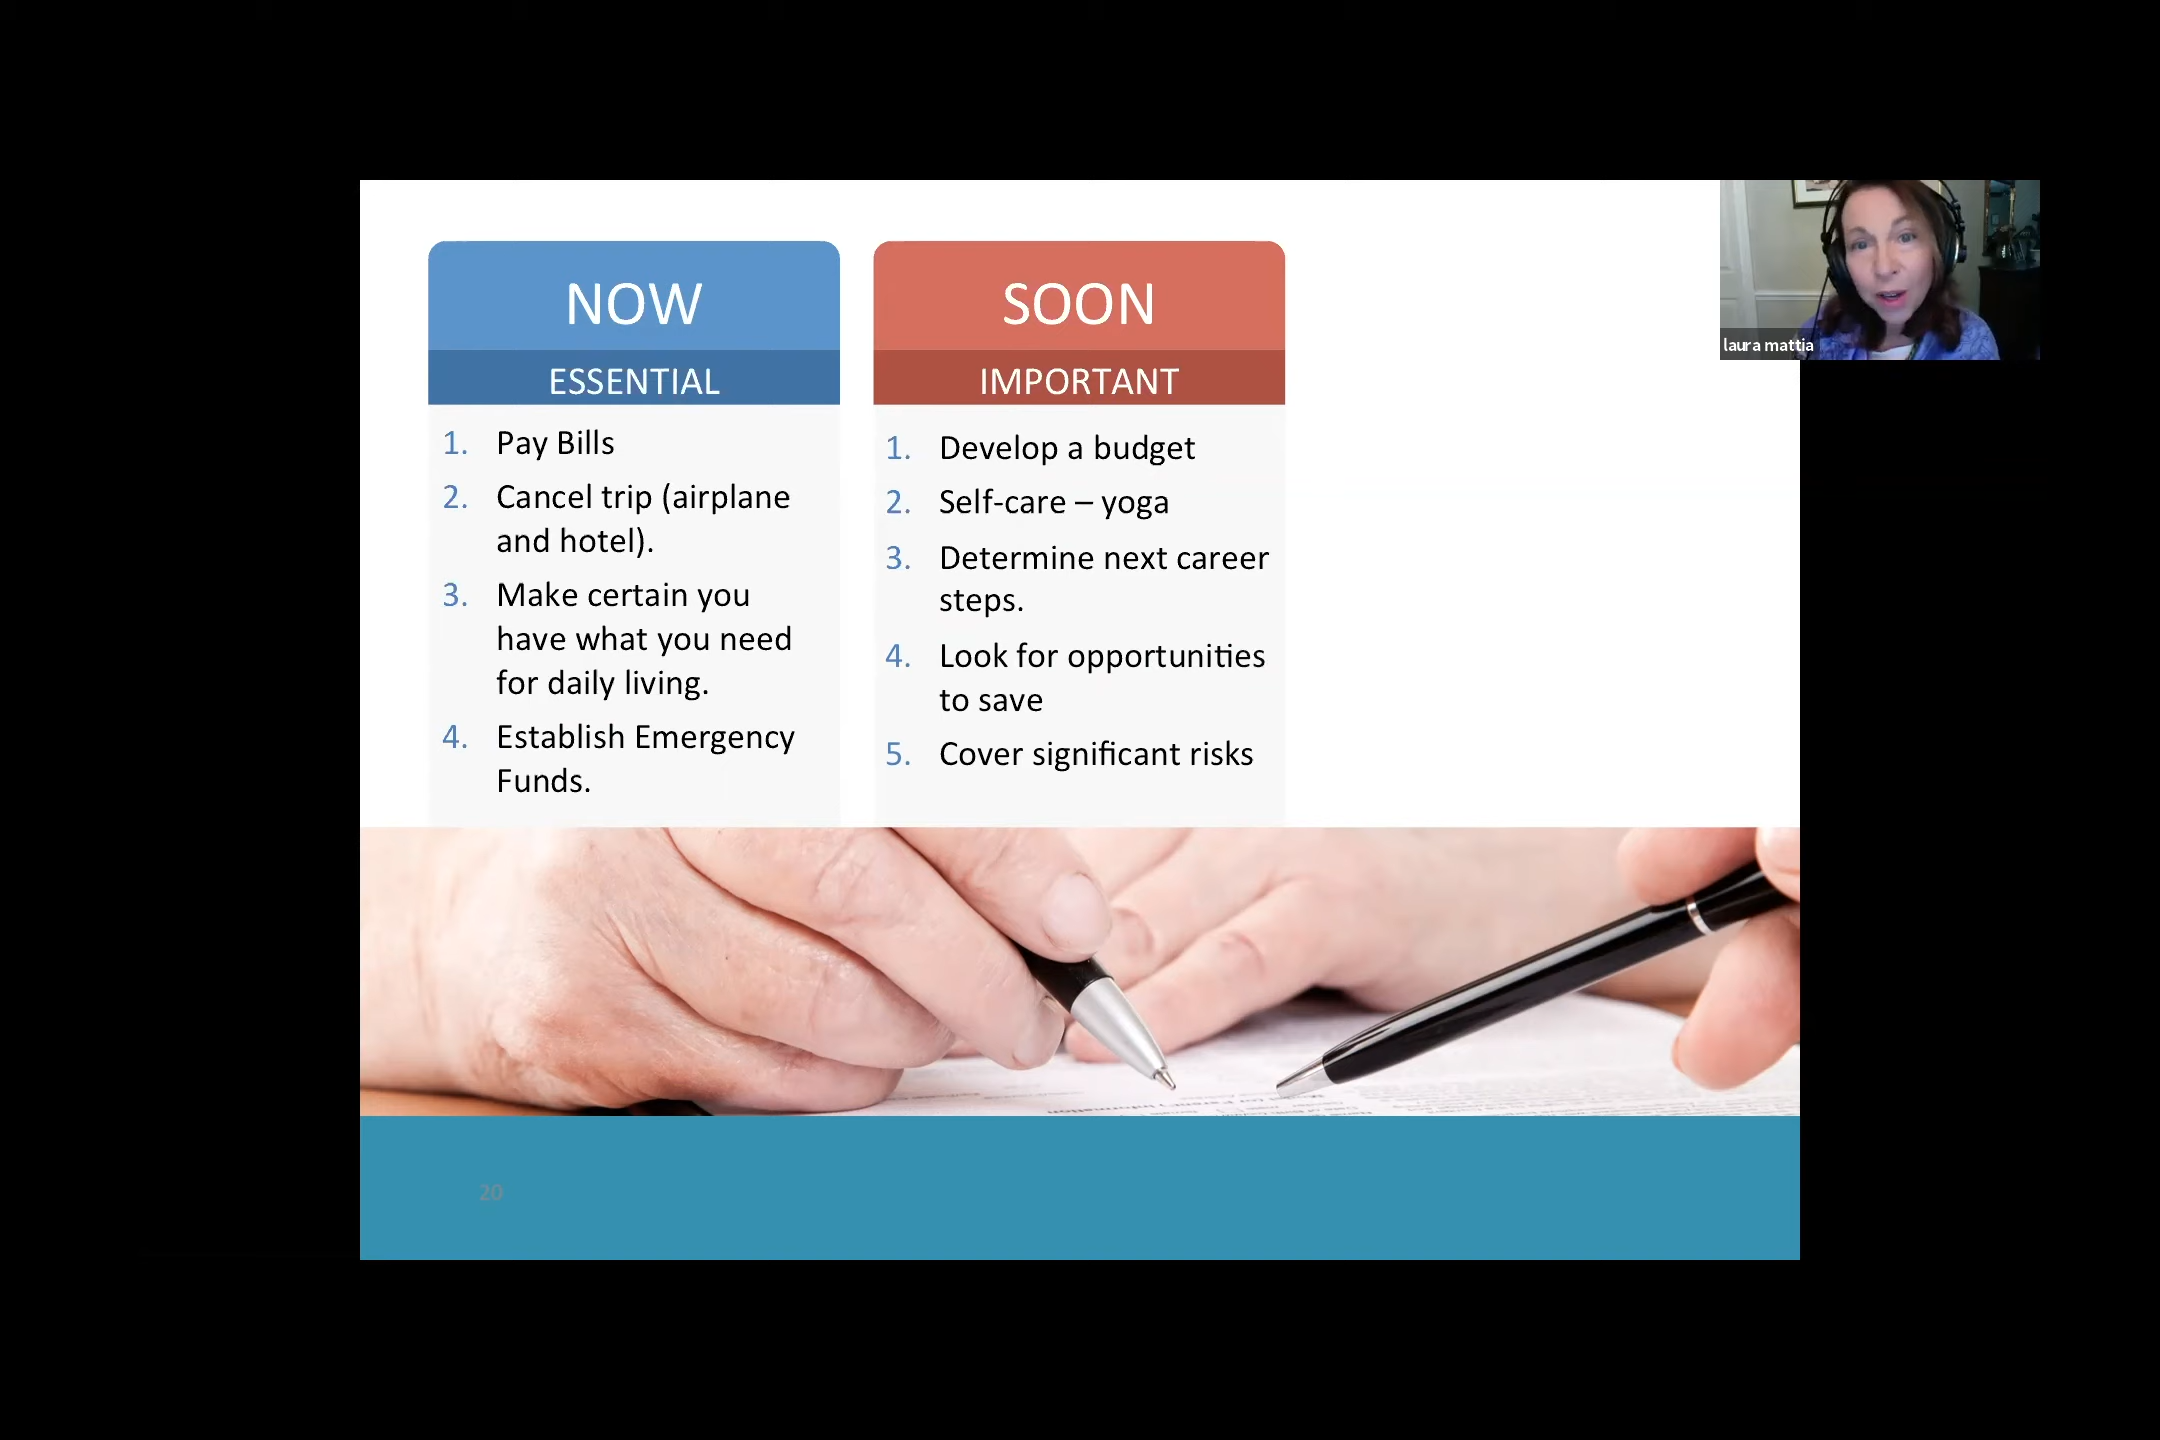 NOW
ESSENTIAL
1. Pay Bills
2. Cancel trip (airplane
and hotel).
3. Make certain you
have what you need
for daily living.
4. Establish Emergency
Funds.
SOON
IMPORTANT
1. Develop a budget
2. Self-care – yoga
3. Determine next career
steps.
4. Look for opportunities
to save
5. Cover significant risks
laura mattia
20